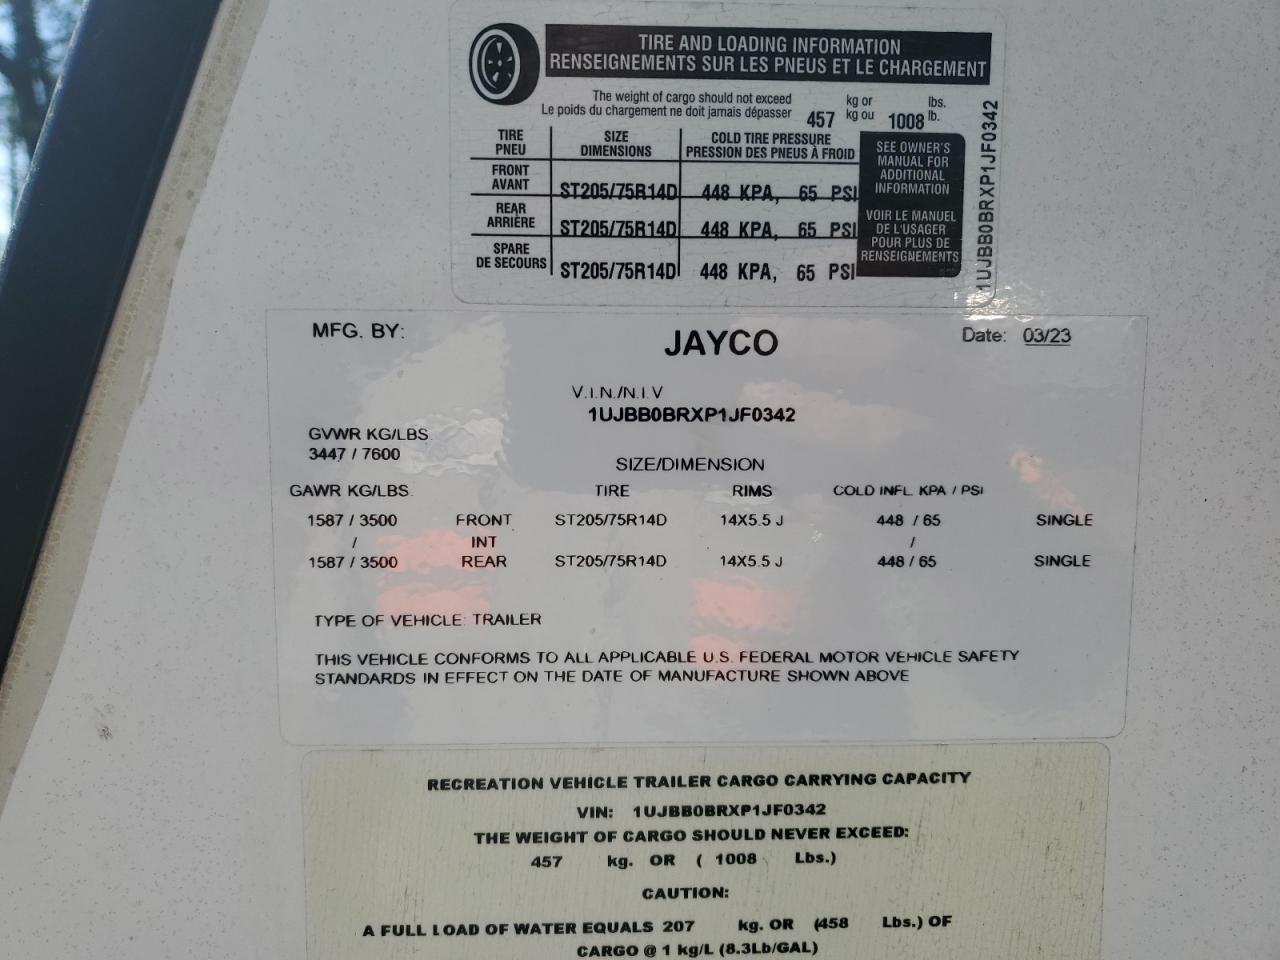 TIRE AND LOADING INFORMATION
RENSEIGNEMENTS SUR LES PNEUS ET LE CHARGEMENT
The weight of cargo should not exceed kg or lbs.
Le poids du chargement ne doit jamais dépasser 457 kg ou 1008 lb.
TIRE PNEU SIZE DIMENSIONS COLD TIRE PRESSURE PRESSION DES PNEUS À FROID
FRONT AVANT ST205/75R14D 448 KPA, 65 PSI
REAR ARRIÈRE ST205/75R14D 448 KPA, 65 PSI
SPARE DE SECOURS ST205/75R14D 448 KPA, 65 PSI
SEE OWNER'S
MANUAL FOR
ADDITIONAL
INFORMATION
VOIR LE MANUEL
DE L'USAGER
POUR PLUS DE
RENSEIGNEMENTS
1UJBB0BRXP1JF0342
MFG. BY: JAYCO Date: 03/23
V.I.N./N.I.V
1UJBB0BRXP1JF0342
GVWR KG/LBS.
3447 / 7600
SIZE/DIMENSION
GAWR KG/LBS. TIRE RIMS COLD INFL. KPA / PSI
1587 / 3500 FRONT ST205/75R14D 14X5.5 J 448 / 65 SINGLE
/ INT /
1587 / 3500 REAR ST205/75R14D 14X5.5 J 448 / 65 SINGLE
TYPE OF VEHICLE: TRAILER
THIS VEHICLE CONFORMS TO ALL APPLICABLE U.S. FEDERAL MOTOR VEHICLE SAFETY
STANDARDS IN EFFECT ON THE DATE OF MANUFACTURE SHOWN ABOVE
RECREATION VEHICLE TRAILER CARGO CARRYING CAPACITY
VIN: 1UJBB0BRXP1JF0342
THE WEIGHT OF CARGO SHOULD NEVER EXCEED:
457 kg. OR ( 1008 Lbs.)
CAUTION:
A FULL LOAD OF WATER EQUALS 207 kg. OR (458 Lbs.) OF
CARGO @ 1 kg/L (8.3Lb/GAL)